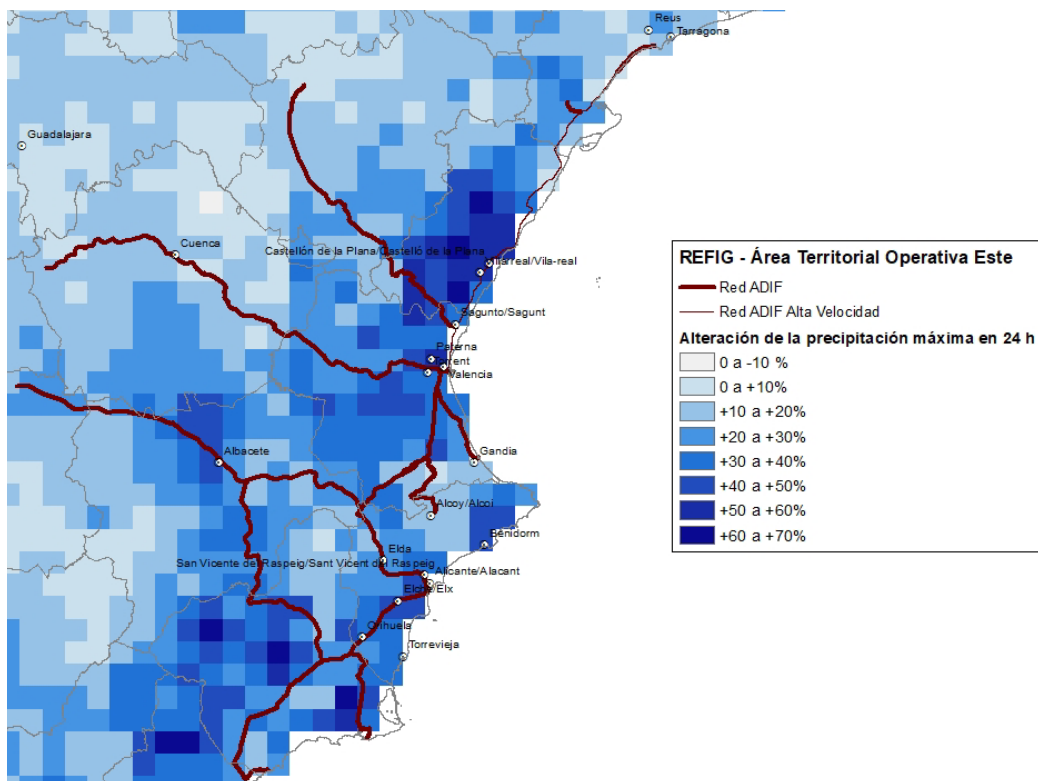 Reus
Tarragona
Guadalajara
Cuenca
Castellón de la Plana/Castelló de la Plana
Villarreal/Vila-real
Sagunto/Sagunt
Paterna
Torrent
Valencia
Albacete
Gandia
Alcoy/Alcoi
Benidorm
Elda
San Vicente del Raspeig/Sant Vicent del Raspeig
Alicante/Alacant
Elche/Elx
Orihuela
Torrevieja
REFIG - Área Territorial Operativa Este
Red ADIF
Red ADIF Alta Velocidad
Alteración de la precipitación máxima en 24 h
0 a -10 %
0 a +10%
+10 a +20%
+20 a +30%
+30 a +40%
+40 a +50%
+50 a +60%
+60 a +70%